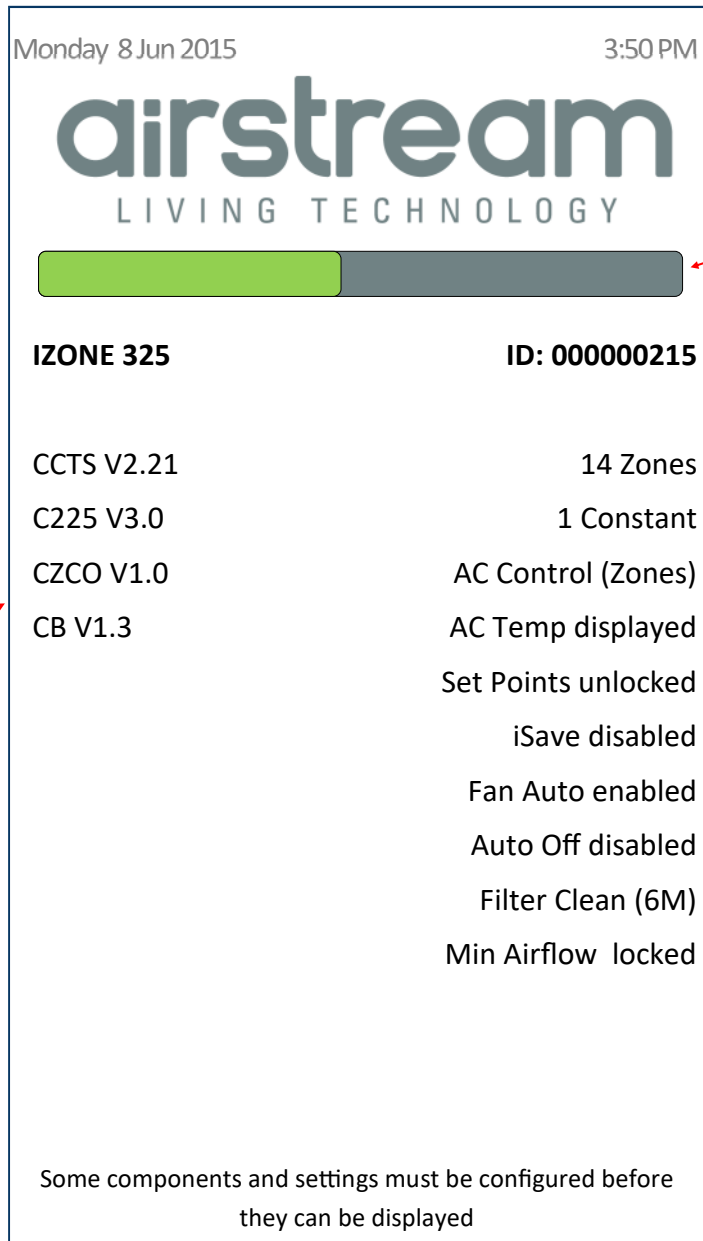 Monday 8 Jun 2015 3:50 PM
airstream
LIVING TECHNOLOGY
IZONE 325 ID: 000000215
CCTS V2.21 14 Zones
C225 V3.0 1 Constant
CZCO V1.0 AC Control (Zones)
CB V1.3 AC Temp displayed
Set Points unlocked
iSave disabled
Fan Auto enabled
Auto Off disabled
Filter Clean (6M)
Min Airflow locked
Some components and settings must be configured before
they can be displayed